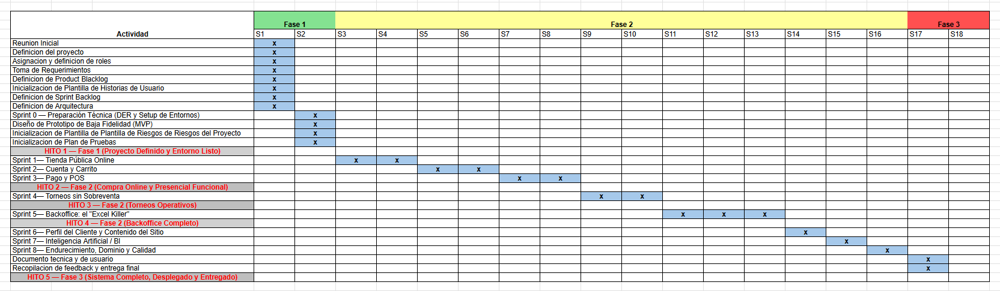 Fase 1 Fase 2 Fase 3
Actividad S1 S2 S3 S4 S5 S6 S7 S8 S9 S10 S11 S12 S13 S14 S15 S16 S17 S18
Reunion Inicial x
Definicion del proyecto x
Asignacion y definicion de roles x
Toma de Requerimientos x
Definicion de Product Blacklog x
Inicializacion de Plantilla de Historias de Usuario x
Definicion de Sprint Backlog x
Definicion de Arquitectura x
Sprint 0 — Preparación Técnica (DER y Setup de Entornos) x
Diseño de Prototipo de Baja Fidelidad (MVP) x
Inicializacion de Plantilla de Plantilla de Riesgos de Riesgos del Proyecto x
Inicializacion de Plan de Pruebas x
HITO 1 — Fase 1 (Proyecto Definido y Entorno Listo)
Sprint 1— Tienda Pública Online x x
Sprint 2— Cuenta y Carrito x x
Sprint 3— Pago y POS x x
HITO 2 — Fase 2 (Compra Online y Presencial Funcional)
Sprint 4— Torneos sin Sobreventa x x
HITO 3 — Fase 2 (Torneos Operativos)
Sprint 5— Backoffice: el "Excel Killer" x x x
HITO 4 — Fase 2 (Backoffice Completo)
Sprint 6— Perfil del Cliente y Contenido del Sitio x
Sprint 7— Inteligencia Artificial / BI x
Sprint 8— Endurecimiento, Dominio y Calidad x
Documento tecnica y de usuario x
Recopilacion de feedback y entrega final x
HITO 5 — Fase 3 (Sistema Completo, Desplegado y Entregado)